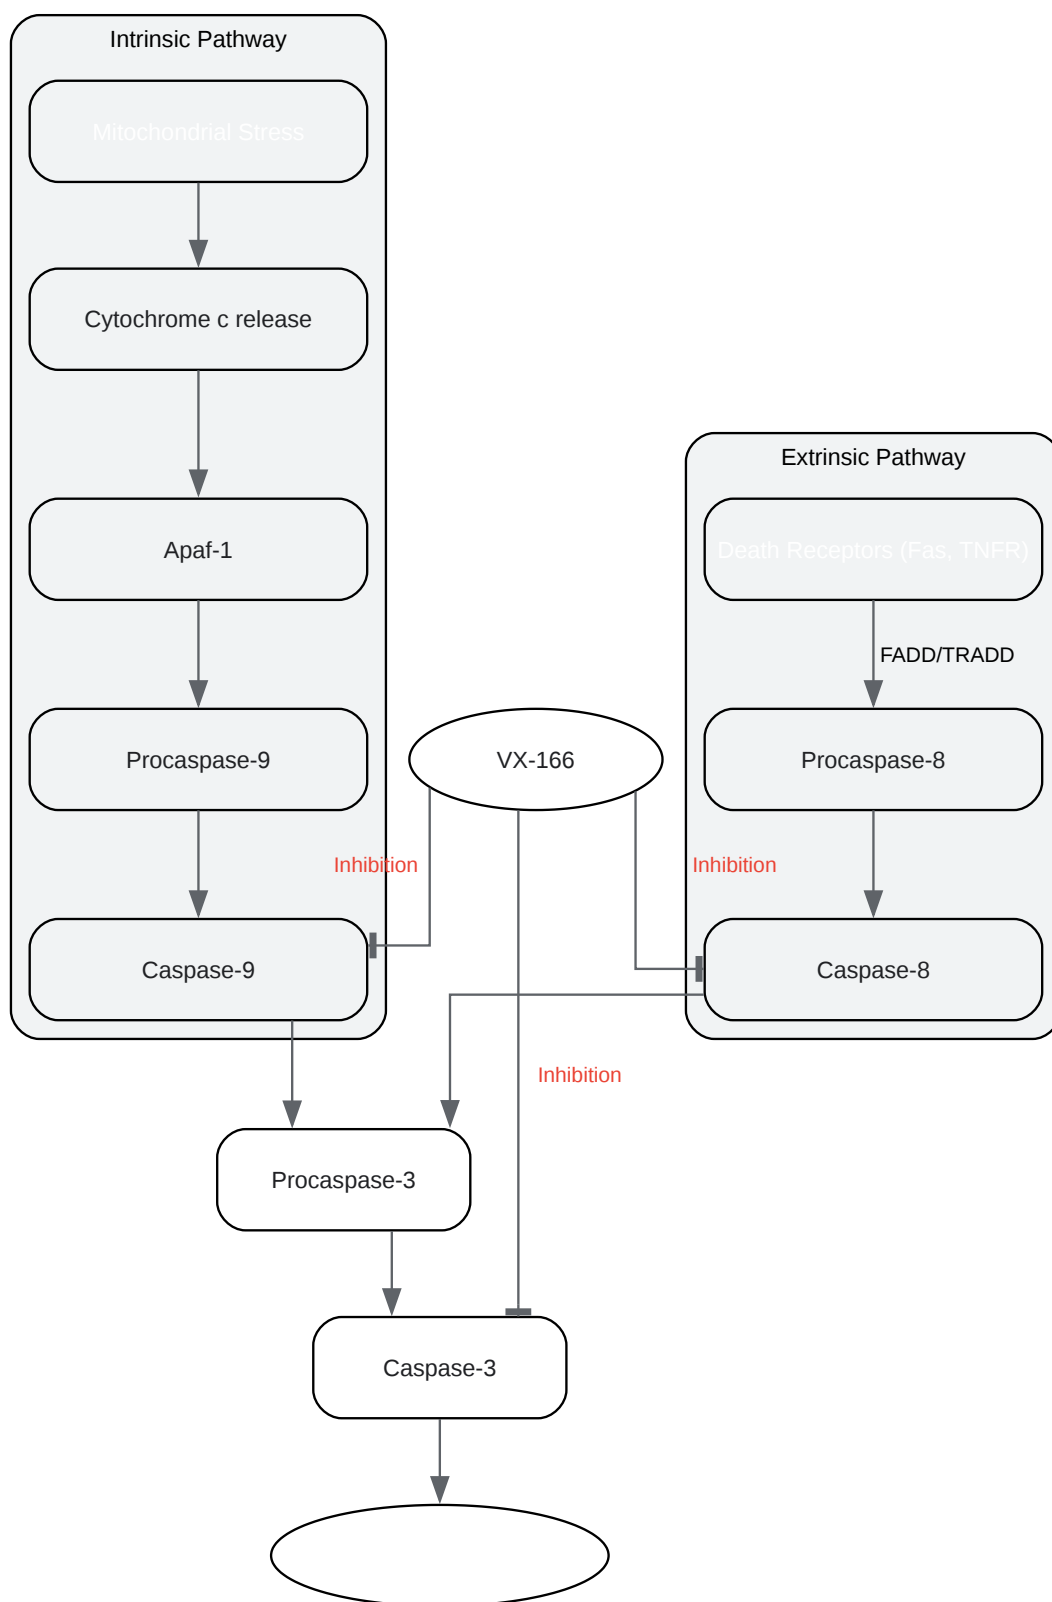 Intrinsic Pathway
Mitochondrial Stress
Cytochrome c release
Extrinsic Pathway
Apaf-1
Death Receptors (Fas, TNFR)
FADD/TRADD
Procaspase-9
VX-166
Procaspase-8
Inhibition
Inhibition
Caspase-9
Caspase-8
Inhibition
Procaspase-3
Caspase-3